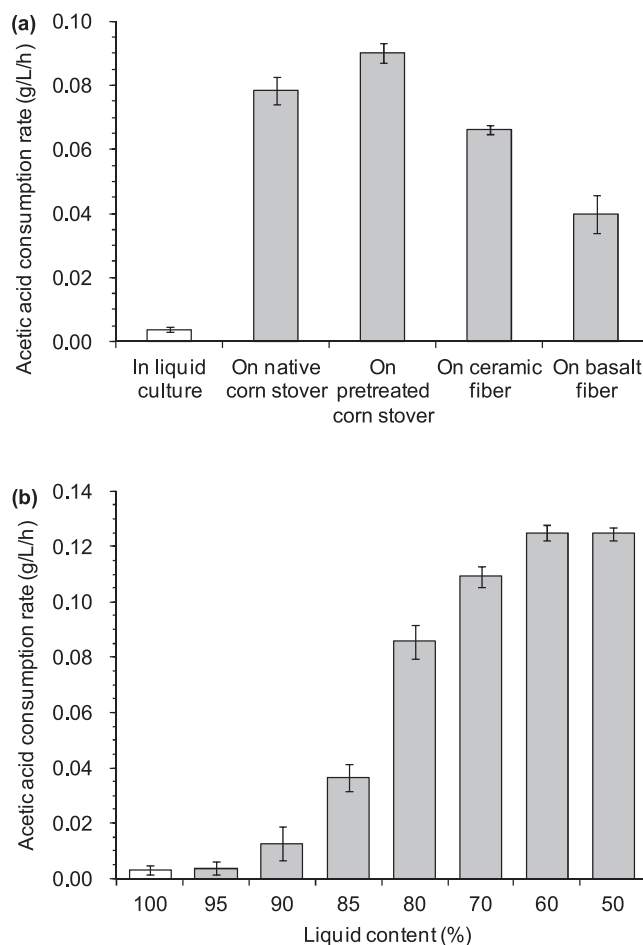 (a)
Acetic acid consumption rate (g/L/h)
0.10
0.08
0.06
0.04
0.02
0.00
In liquid
culture
On native
corn stover
On
pretreated
corn stover
On ceramic
fiber
On basalt
fiber
(b)
Acetic acid consumption rate (g/L/h)
0.14
0.12
0.10
0.08
0.06
0.04
0.02
0.00
100 95 90 85 80 70 60 50
Liquid content (%)